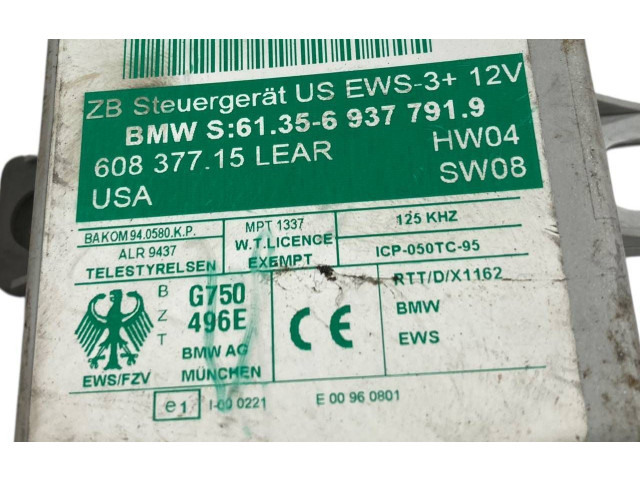 ZB Steuergerät US EWS-3+ 12V
BMW S:61.35-6 937 791.9
608 377.15 LEAR HW04
USA SW08
BAKOM 94.0580.K.P.
ALR 9437
TELESTYRELSEN
MPT 1337
W.T.LICENCE
EXEMPT
125 KHZ
ICP-050TC-95
RTT/D/X1162
BMW
EWS
B
Z
T
G750
496E
BMW AG
MÜNCHEN
EWS/FZV
CE
e1 I-00 0221 E 00 96 0801